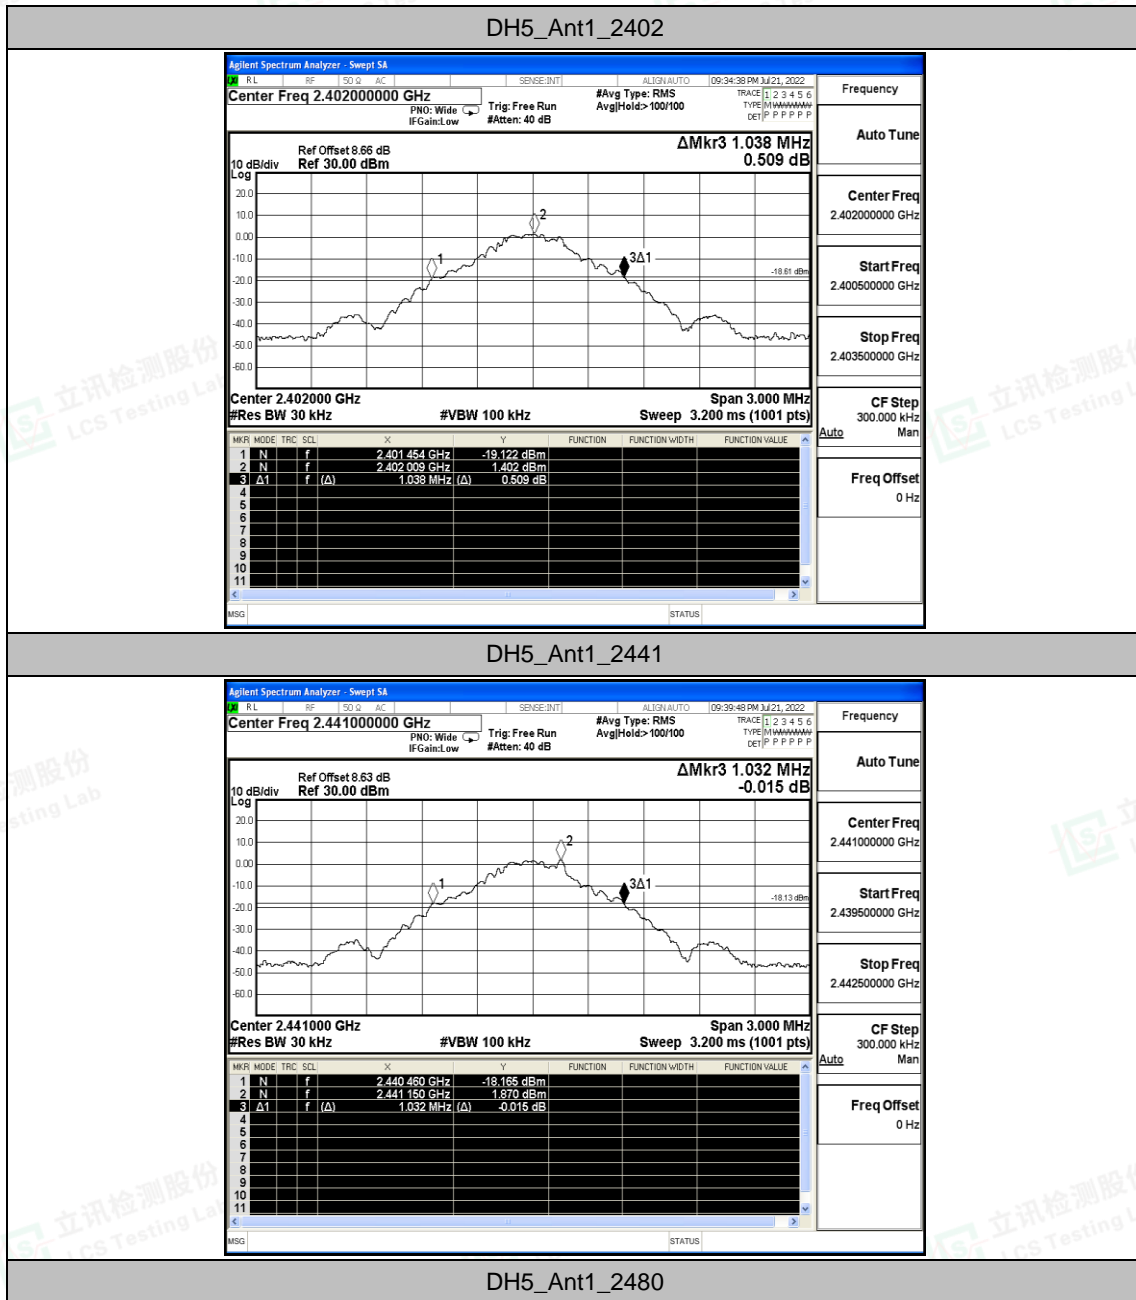 DH5_Ant1_2402
Agilent Spectrum Analyzer - Swept SA
RL RF 50 Ω AC SENSE:INT ALIGNAUTO 09:34:38 PM Jul 21, 2022
Center Freq 2.402000000 GHz #Avg Type: RMS TRACE 1 2 3 4 5 6
PNO: Wide Trig: Free Run Avg|Hold:> 100/100 TYPE M
IFGain:Low #Atten: 40 dB DET P P P P P P
Frequency
Auto Tune
Ref Offset 8.66 dB ΔMkr3 1.038 MHz
10 dB/div Ref 30.00 dBm 0.509 dB
Log
20.0
10.0
0.00
-10.0
-20.0
-30.0
-40.0
-50.0
-60.0
1
2
3Δ1
-18.61 dBm
Center 2.402000 GHz Span 3.000 MHz
#Res BW 30 kHz #VBW 100 kHz Sweep 3.200 ms (1001 pts)
Center Freq
2.402000000 GHz
Start Freq
2.400500000 GHz
Stop Freq
2.403500000 GHz
CF Step
300.000 kHz
Auto Man
Freq Offset
0 Hz
MKR MODE TRC SCL X Y FUNCTION FUNCTION WIDTH FUNCTION VALUE
1 N f 2.401 454 GHz -19.122 dBm
2 N f 2.402 009 GHz 1.402 dBm
3 Δ1 f (Δ) 1.038 MHz (Δ) 0.509 dB
4
5
6
7
8
9
10
11
MSG STATUS
DH5_Ant1_2441
Agilent Spectrum Analyzer - Swept SA
RL RF 50 Ω AC SENSE:INT ALIGNAUTO 09:39:48 PM Jul 21, 2022
Center Freq 2.441000000 GHz #Avg Type: RMS TRACE 1 2 3 4 5 6
PNO: Wide Trig: Free Run Avg|Hold:> 100/100 TYPE M
IFGain:Low #Atten: 40 dB DET P P P P P P
Frequency
Auto Tune
Ref Offset 8.63 dB ΔMkr3 1.032 MHz
10 dB/div Ref 30.00 dBm -0.015 dB
Log
20.0
10.0
0.00
-10.0
-20.0
-30.0
-40.0
-50.0
-60.0
1
2
3Δ1
-18.13 dBm
Center 2.441000 GHz Span 3.000 MHz
#Res BW 30 kHz #VBW 100 kHz Sweep 3.200 ms (1001 pts)
Center Freq
2.441000000 GHz
Start Freq
2.439500000 GHz
Stop Freq
2.442500000 GHz
CF Step
300.000 kHz
Auto Man
Freq Offset
0 Hz
MKR MODE TRC SCL X Y FUNCTION FUNCTION WIDTH FUNCTION VALUE
1 N f 2.440 460 GHz -18.165 dBm
2 N f 2.441 150 GHz 1.870 dBm
3 Δ1 f (Δ) 1.032 MHz (Δ) -0.015 dB
4
5
6
7
8
9
10
11
MSG STATUS
DH5_Ant1_2480
立讯检测股份
LCS Testing Lab